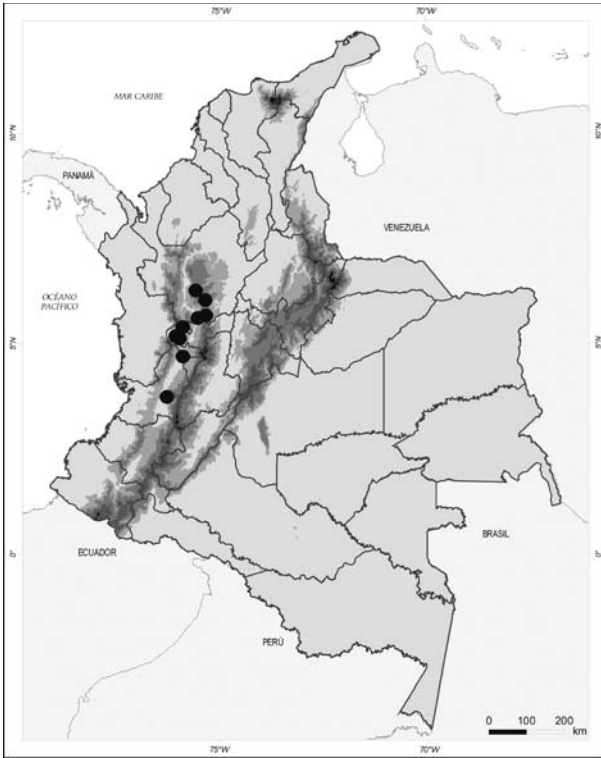 75°W
70°W
MAR CARIBE
10°N
10°N
PANAMÁ
VENEZUELA
OCÉANO
PACÍFICO
5°N
5°N
BRASIL
ECUADOR
0°
0°
PERÚ
0 100 200
km
75°W
70°W